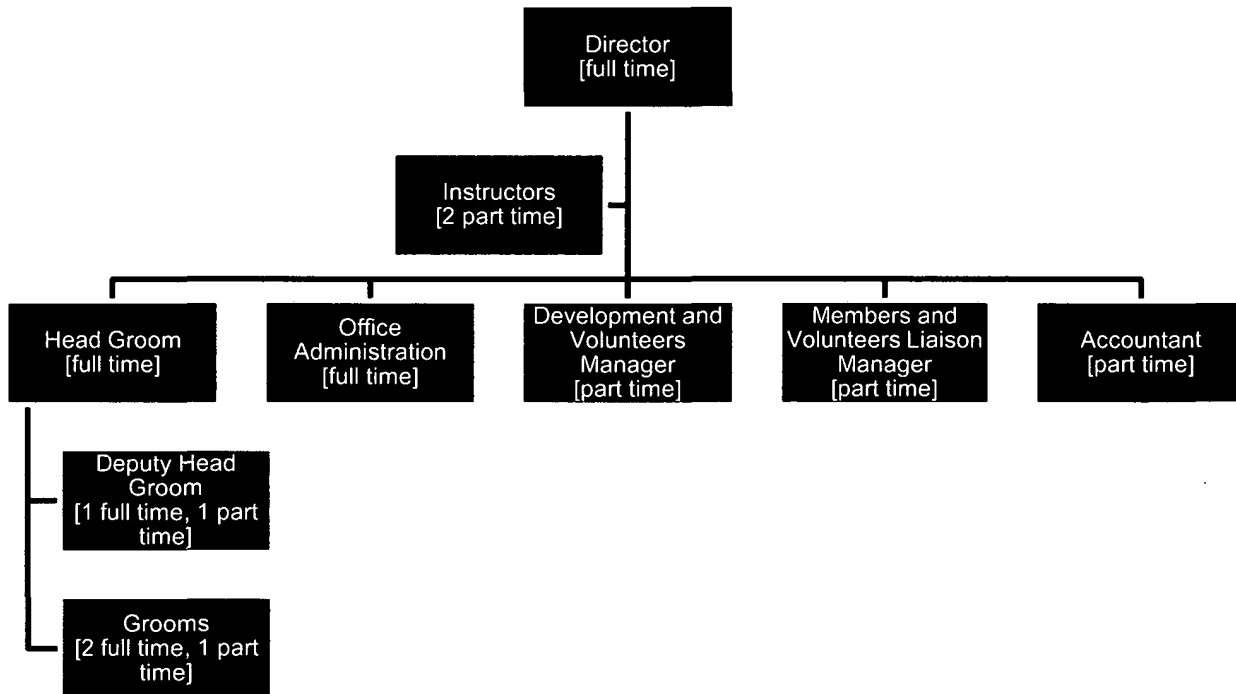 Director
[full time]
Instructors
[2 part time]
Head Groom
[full time]
Office
Administration
[full time]
Development and
Volunteers
Manager
[part time]
Members and
Volunteers Liaison
Manager
[part time]
Accountant
[part time]
Deputy Head
Groom
[1 full time, 1 part
time]
Grooms
[2 full time, 1 part
time]